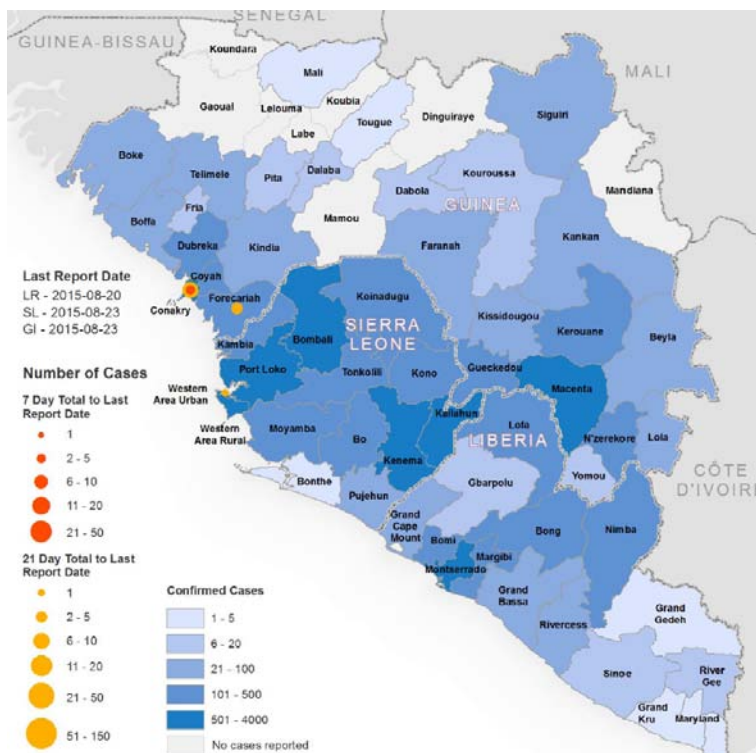 SENEGAL
GUINEA-BISSAU
MALI
Koundara
Mali
Gaoual
Lelouma
Koubia
Labe
Tougue
Dinguiraye
Siguiri
Boke
Telimele
Pita
Dalaba
Dabola
Kouroussa
Mandiana
Fria
Boffa
Mamou
GUINEA
Dubreka
Kindia
Faranah
Kankan
Coyah
Last Report Date
LR - 2015-08-20
SL - 2015-08-23
GI - 2015-08-23
Conakry
Forecariah
Koinadugu
Kissidougou
Kerouane
Beyla
Kambia
Bombali
SIERRA
LEONE
Number of Cases
Port Loko
Tonkolili
Kono
Gueckedou
Macenta
7 Day Total to Last
Report Date
1
2 - 5
6 - 10
11 - 20
21 - 50
Western
Area Urban
Western
Area Rural
Moyamba
Bo
Kailahun
Kenema
Lofa
LIBERIA
N'zerekore
Lola
Yomou
CÔTE
D'IVOIRE
Bonthe
Pujehun
Gbarpolu
Grand
Cape
Mount
Bomi
Bong
Nimba
Margibi
Montserrado
Grand
Bassa
Rivercess
Grand
Gedeh
Sinoe
River
Gee
Grand
Kru
Maryland
21 Day Total to Last
Report Date
1
2 - 5
6 - 10
11 - 20
21 - 50
51 - 150
Confirmed Cases
1 - 5
6 - 20
21 - 100
101 - 500
501 - 4000
No cases reported